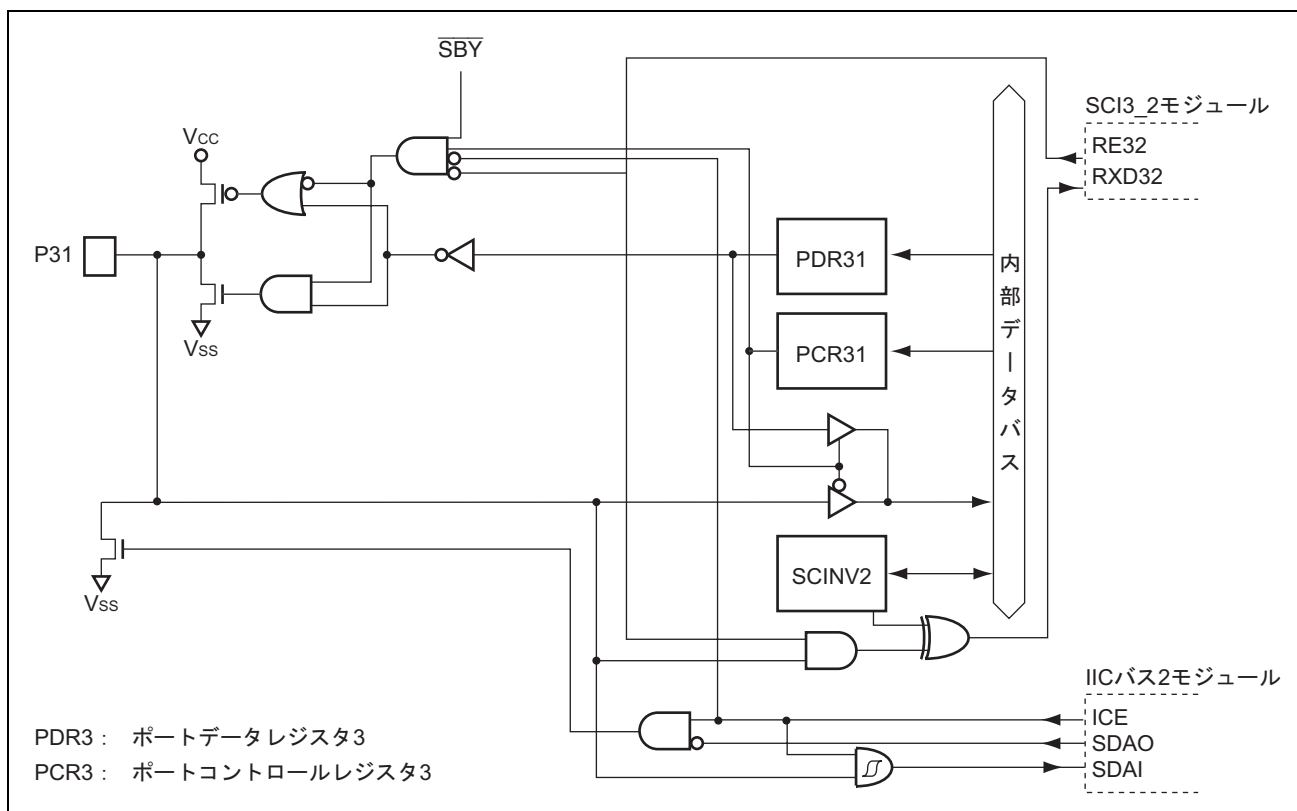 SBY
SCI3_2モジュール
VCC
RE32
RXD32
P31
PDR31
内部データバス
PCR31
VSS
SCINV2
VSS
IICバス2モジュール
ICE
PDR3： ポートデータレジスタ3
SDAO
PCR3： ポートコントロールレジスタ3
SDAI